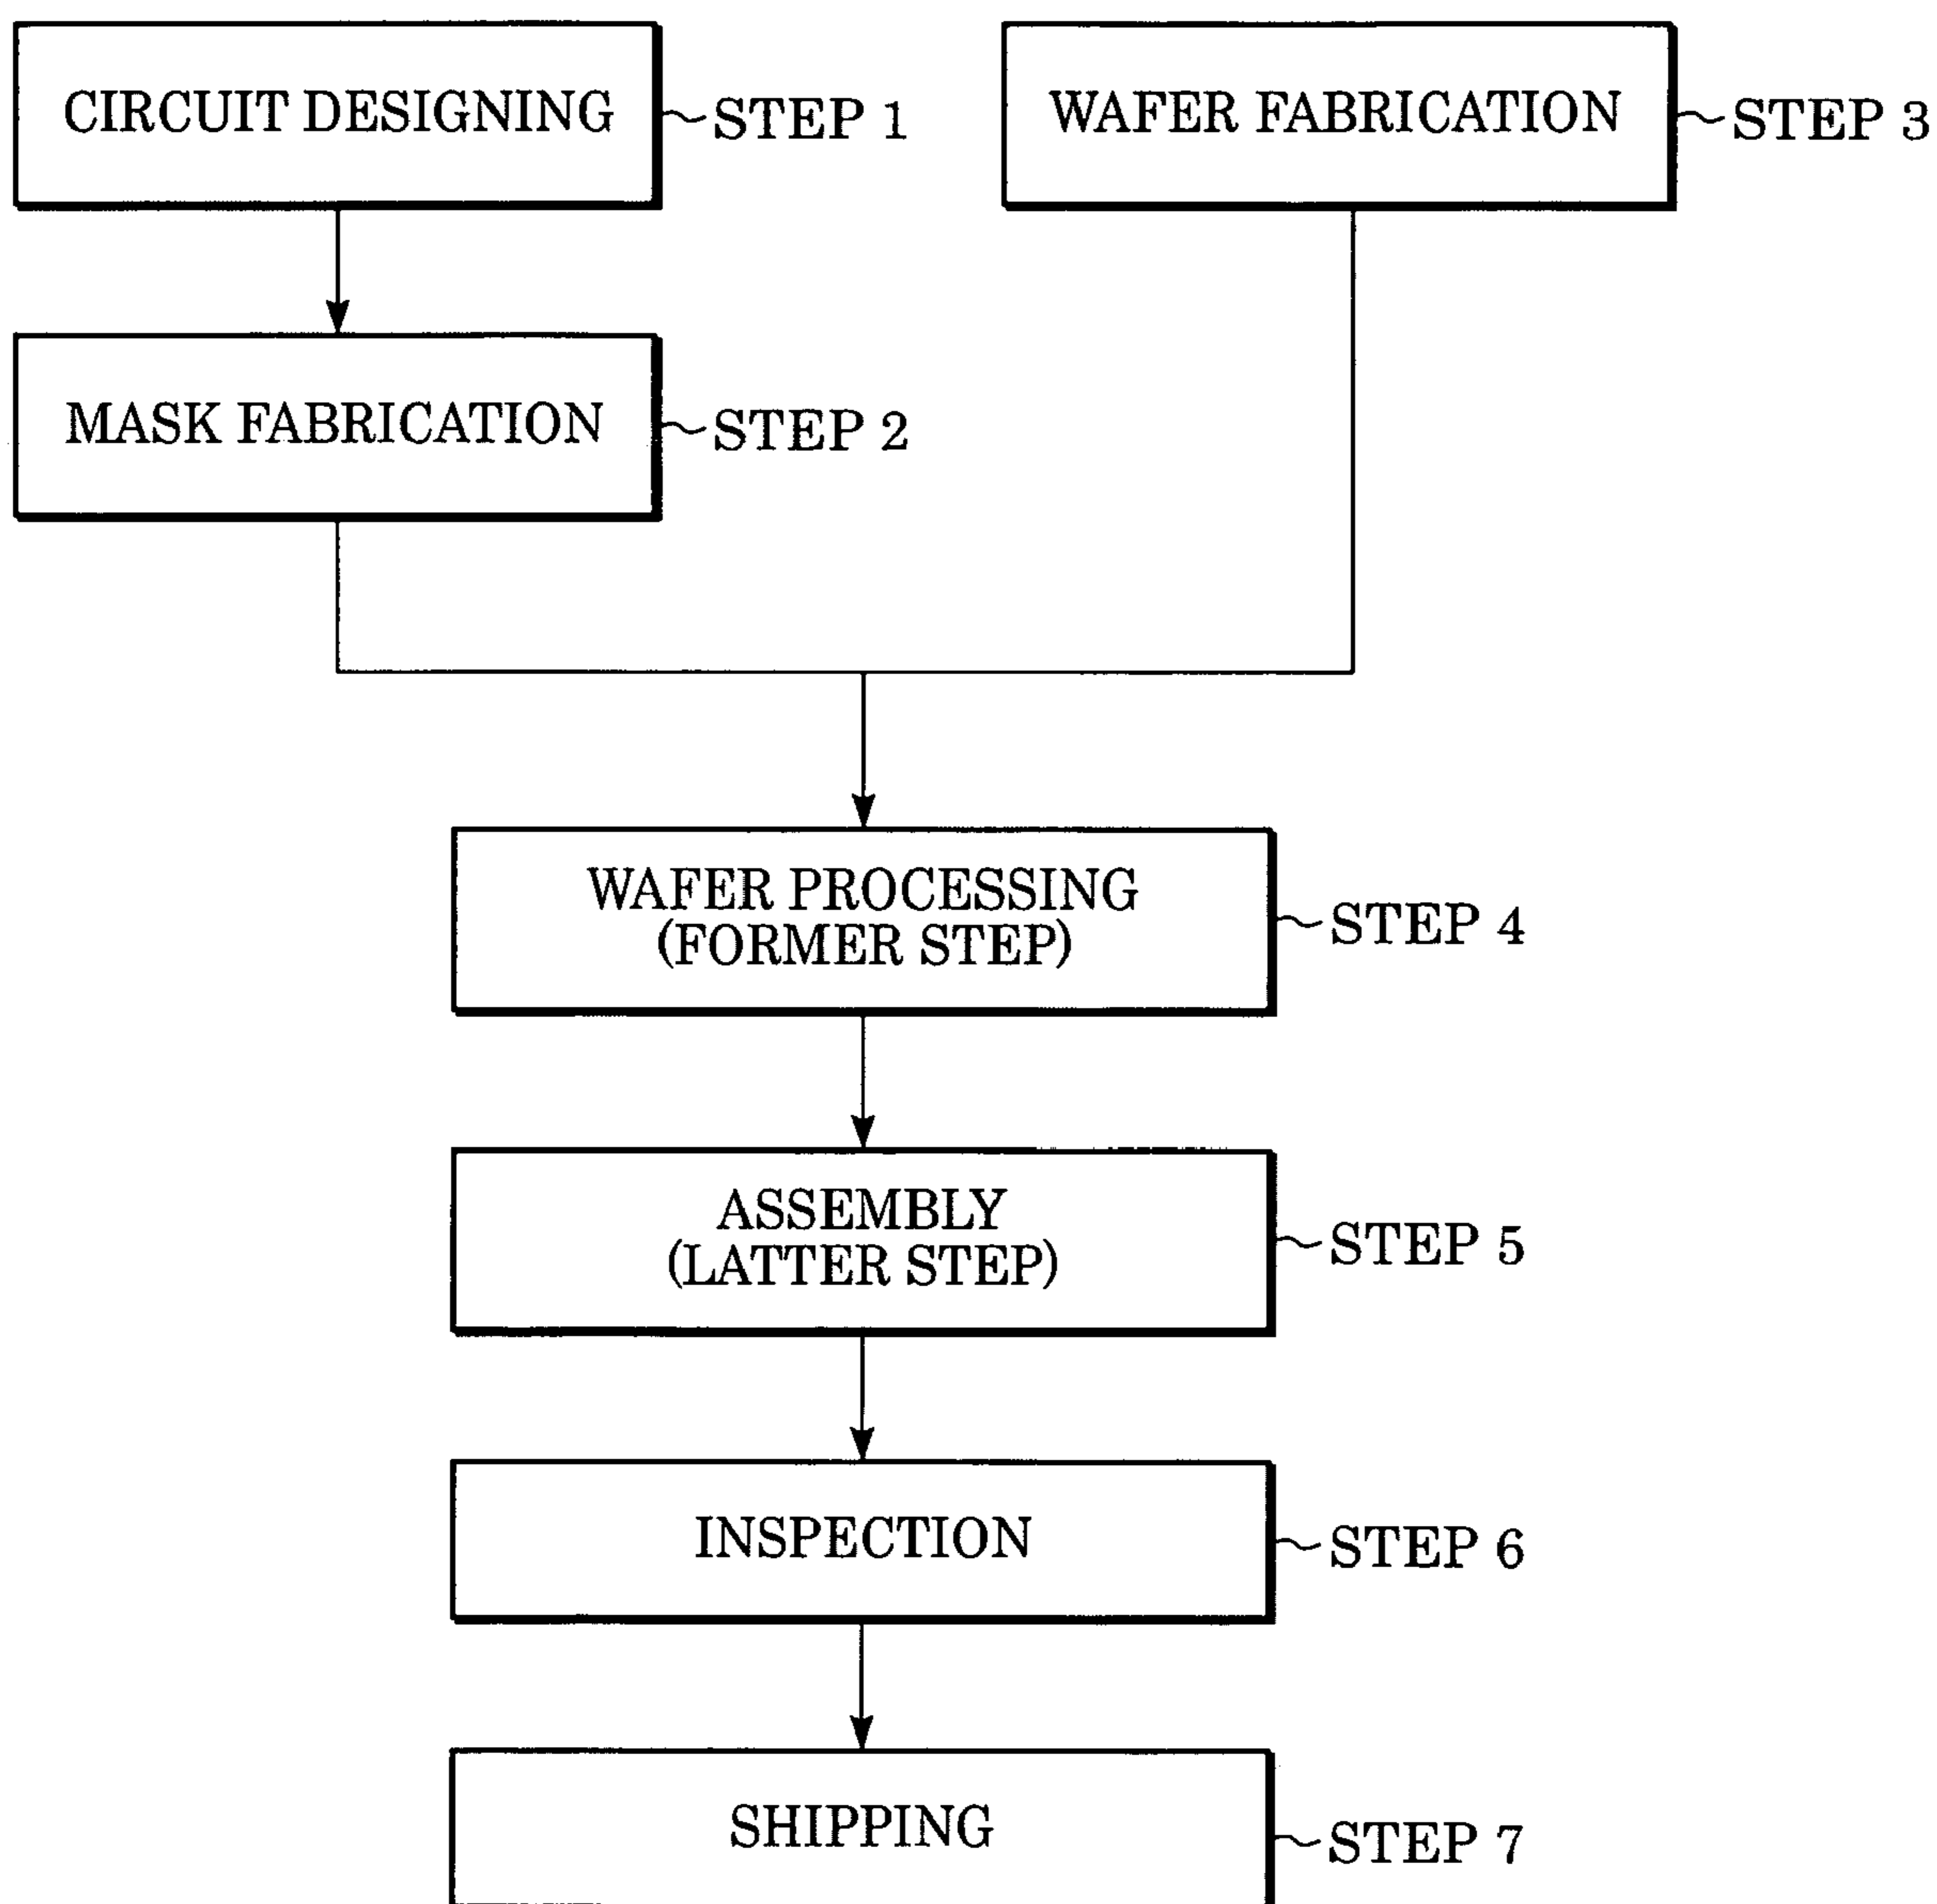 CIRCUIT DESIGNING
STEP 1
WAFER FABRICATION
STEP 3
MASK FABRICATION
STEP 2
WAFER PROCESSING
(FORMER STEP)
STEP 4
ASSEMBLY
(LATTER STEP)
STEP 5
INSPECTION
STEP 6
SHIPPING
STEP 7